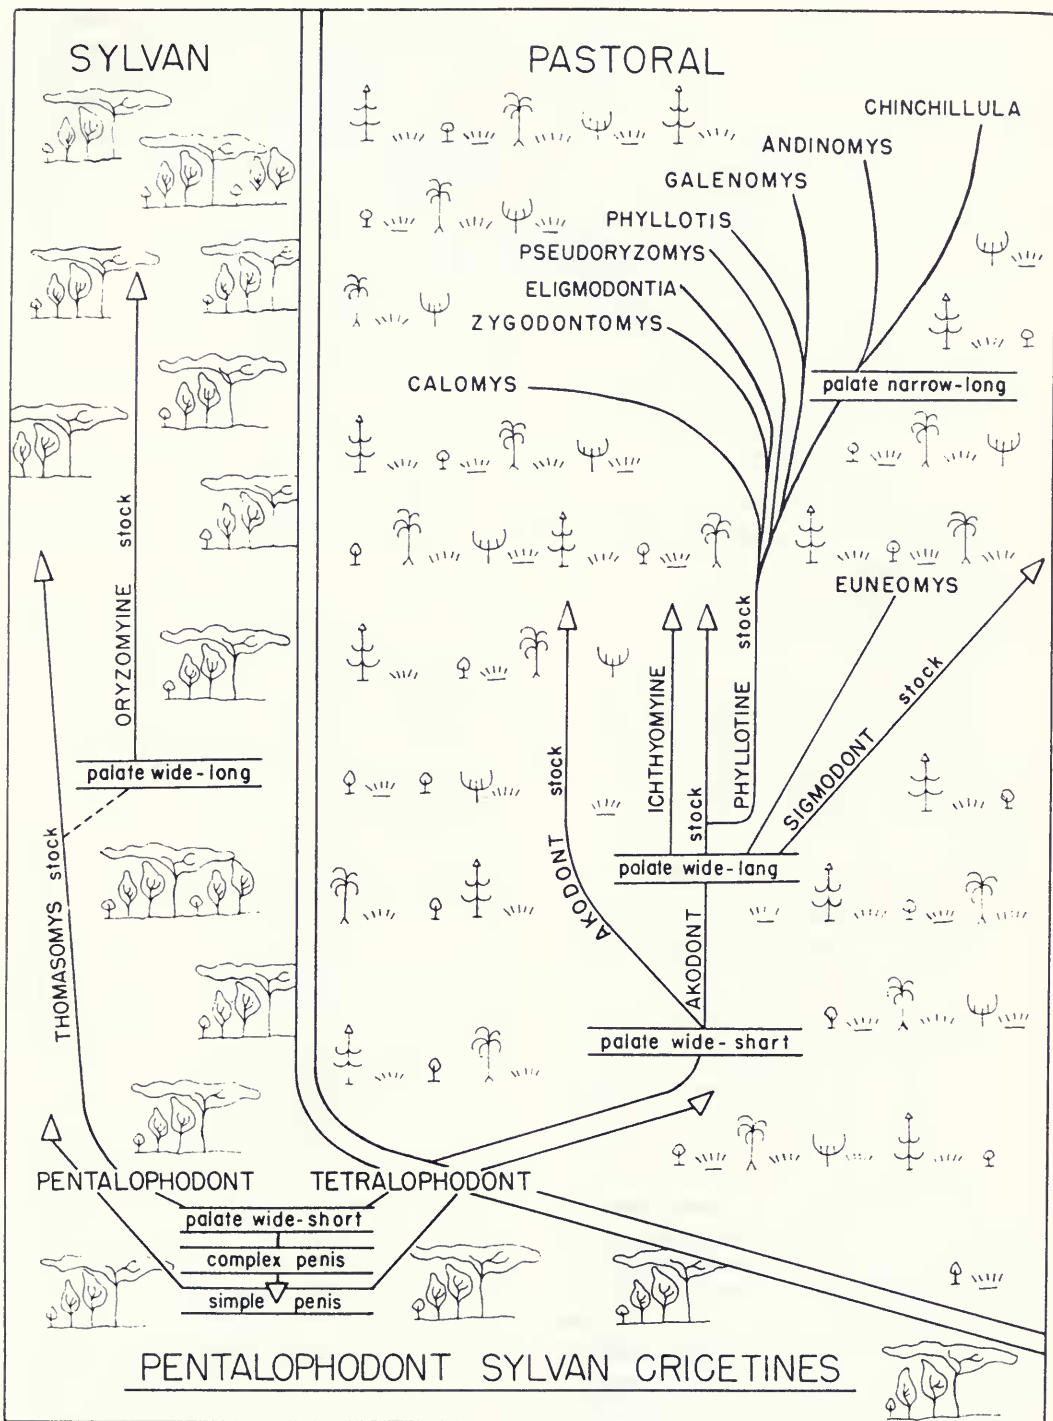 SYLVAN
PASTORAL
CHINCHILLULA
ANDINOMYS
GALENOMYS
PHYLLOTIS
PSEUDORYZOMYS
ELIGMODONTIA
ZYGODONTOMYS
CALOMYS
palate narrow-long
EUNEOMYS
ORYZOMYINE stock
palate wide-long
THOMASOMYS stock
AKODONT stock
ICHTHYOMYINE
AKODONT stock
PHYLLOTINE stock
SIGMODONT stock
palate wide-lang
palate wide-shart
PENTALOPHODONT
TETRALOPHODONT
palate wide-short
complex penis
simple penis
PENTALOPHODONT SYLVAN CRICETINES